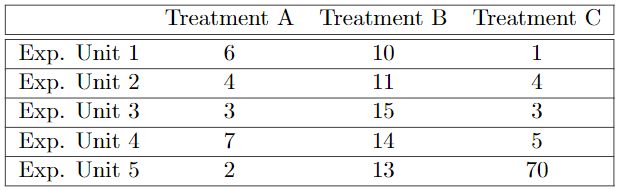 Treatment A Treatment B Treatment C
Exp. Unit 1 6 10 1
Exp. Unit 2 4 11 4
Exp. Unit 3 3 15 3
Exp. Unit 4 7 14 5
Exp. Unit 5 2 13 70